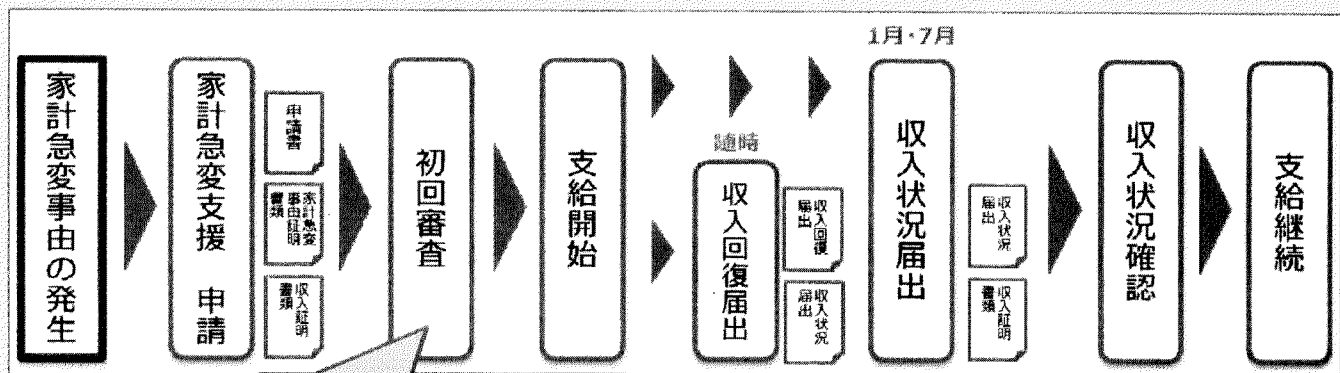 家計急変事由の発生
家計急変支援 申請
申請書
家計急変
事由証明
書類
収入証明
書類
初回審査
支給開始
随時
収入回復届出
収入回復
届出
収入状況
届出
1月・7月
収入状況届出
収入状況
届出
収入証明
書類
収入状況確認
支給継続